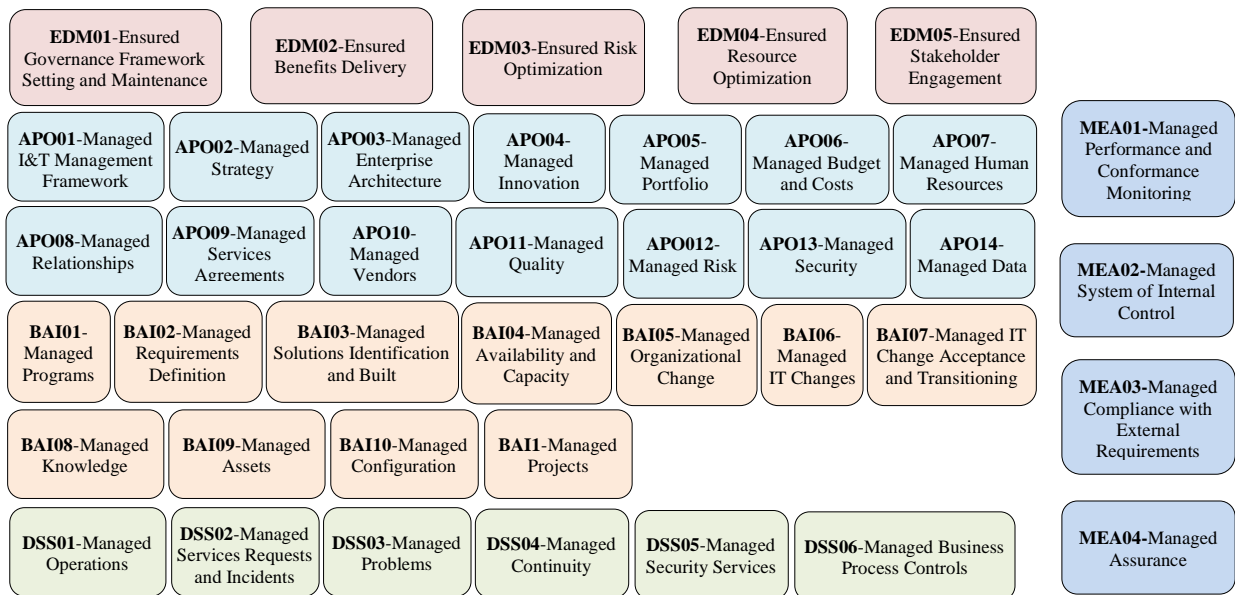 EDM01-Ensured
Governance Framework
Setting and Maintenance
EDM02-Ensured
Benefits Delivery
EDM03-Ensured Risk
Optimization
EDM04-Ensured
Resource
Optimization
EDM05-Ensured
Stakeholder
Engagement
APO01-Managed
I&T Management
Framework
APO02-Managed
Strategy
APO03-Managed
Enterprise
Architecture
APO04-
Managed
Innovation
APO05-
Managed
Portfolio
APO06-
Managed Budget
and Costs
APO07-
Managed Human
Resources
APO08-Managed
Relationships
APO09-Managed
Services
Agreements
APO10-
Managed
Vendors
APO11-Managed
Quality
APO012-
Managed Risk
APO13-Managed
Security
APO14-
Managed Data
BAI01-
Managed
Programs
BAI02-Managed
Requirements
Definition
BAI03-Managed
Solutions Identification
and Built
BAI04-Managed
Availability and
Capacity
BAI05-Managed
Organizational
Change
BAI06-
Managed
IT Changes
BAI07-Managed IT
Change Acceptance
and Transitioning
BAI08-Managed
Knowledge
BAI09-Managed
Assets
BAI10-Managed
Configuration
BAI1-Managed
Projects
DSS01-Managed
Operations
DSS02-Managed
Services Requests
and Incidents
DSS03-Managed
Problems
DSS04-Managed
Continuity
DSS05-Managed
Security Services
DSS06-Managed Business
Process Controls
MEA01-Managed
Performance and
Conformance
Monitoring
MEA02-Managed
System of Internal
Control
MEA03-Managed
Compliance with
External
Requirements
MEA04-Managed
Assurance